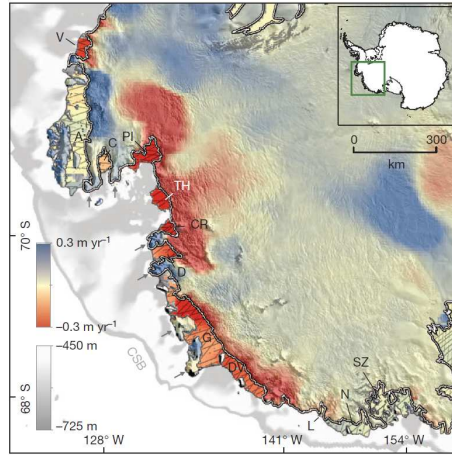 V
A
C
PI
TH
CR
D
G
DV
SZ
N
L
CSB
0
300
km
0.3 m yr⁻¹
−0.3 m yr⁻¹
−450 m
−725 m
70° S
68° S
128° W
141° W
154° W